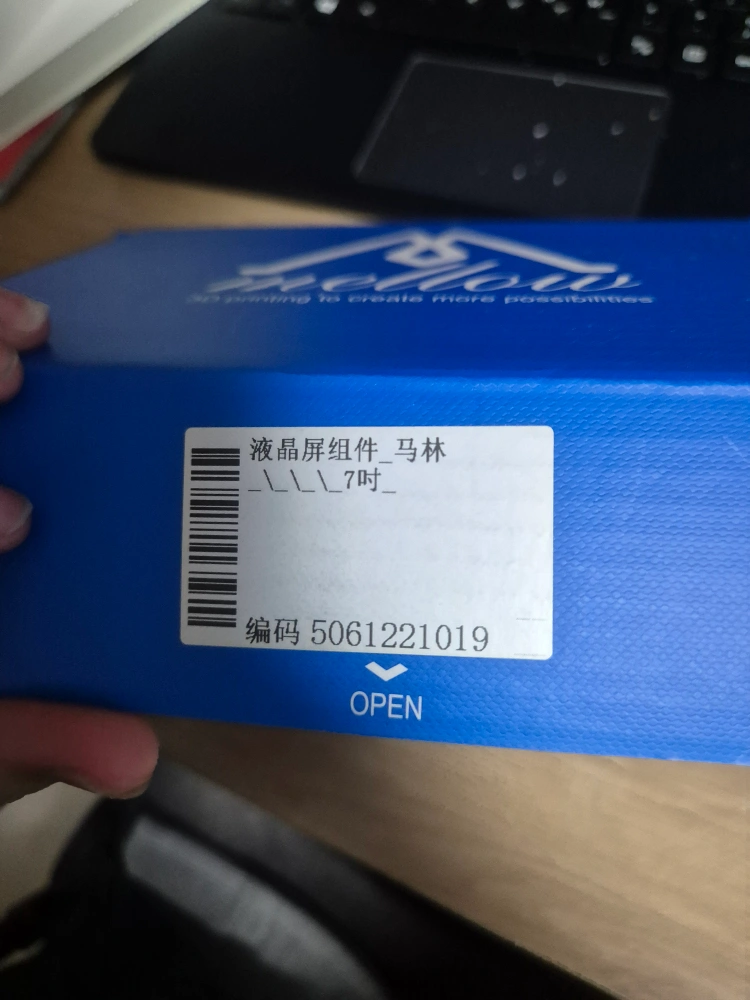 mellow
3D printing to create more possibilities
液晶屏组件_马林
_\_\_\_7吋_
编码 5061221019
OPEN